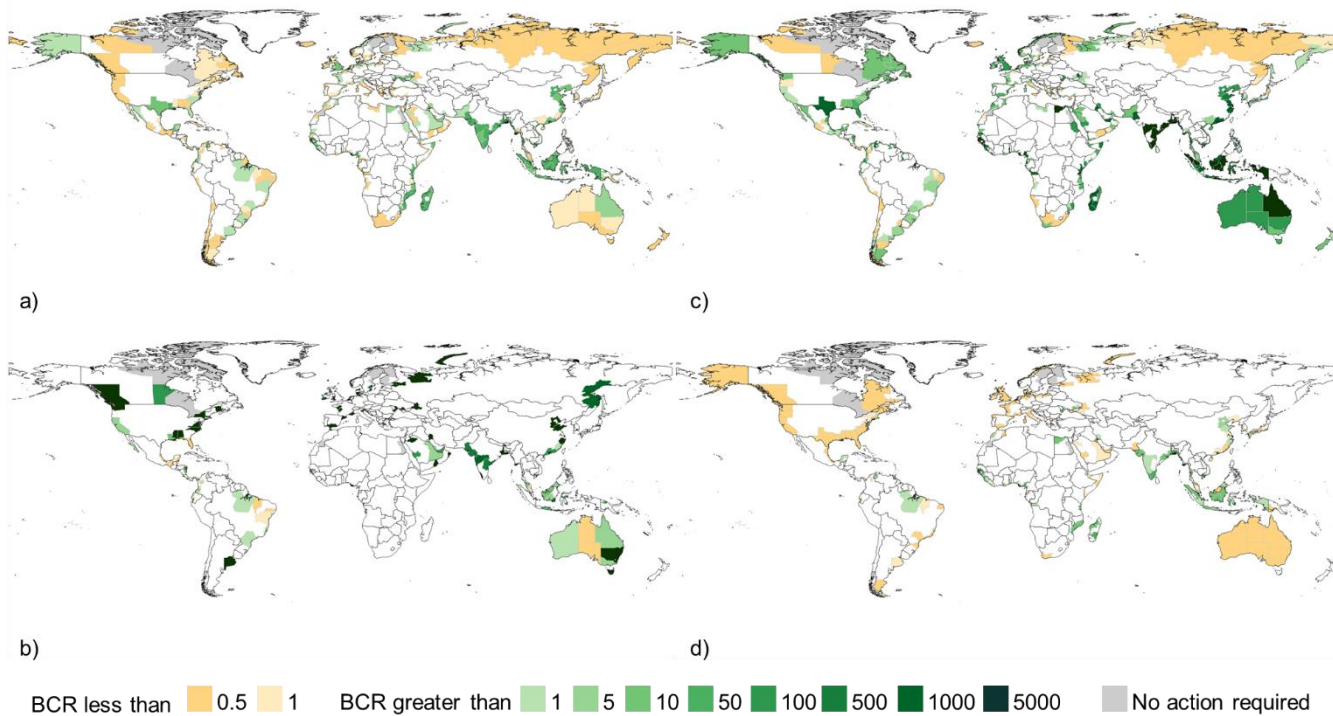 a)
c)
b)
d)
BCR less than 0.5 1 BCR greater than 1 5 10 50 100 500 1000 5000 No action required